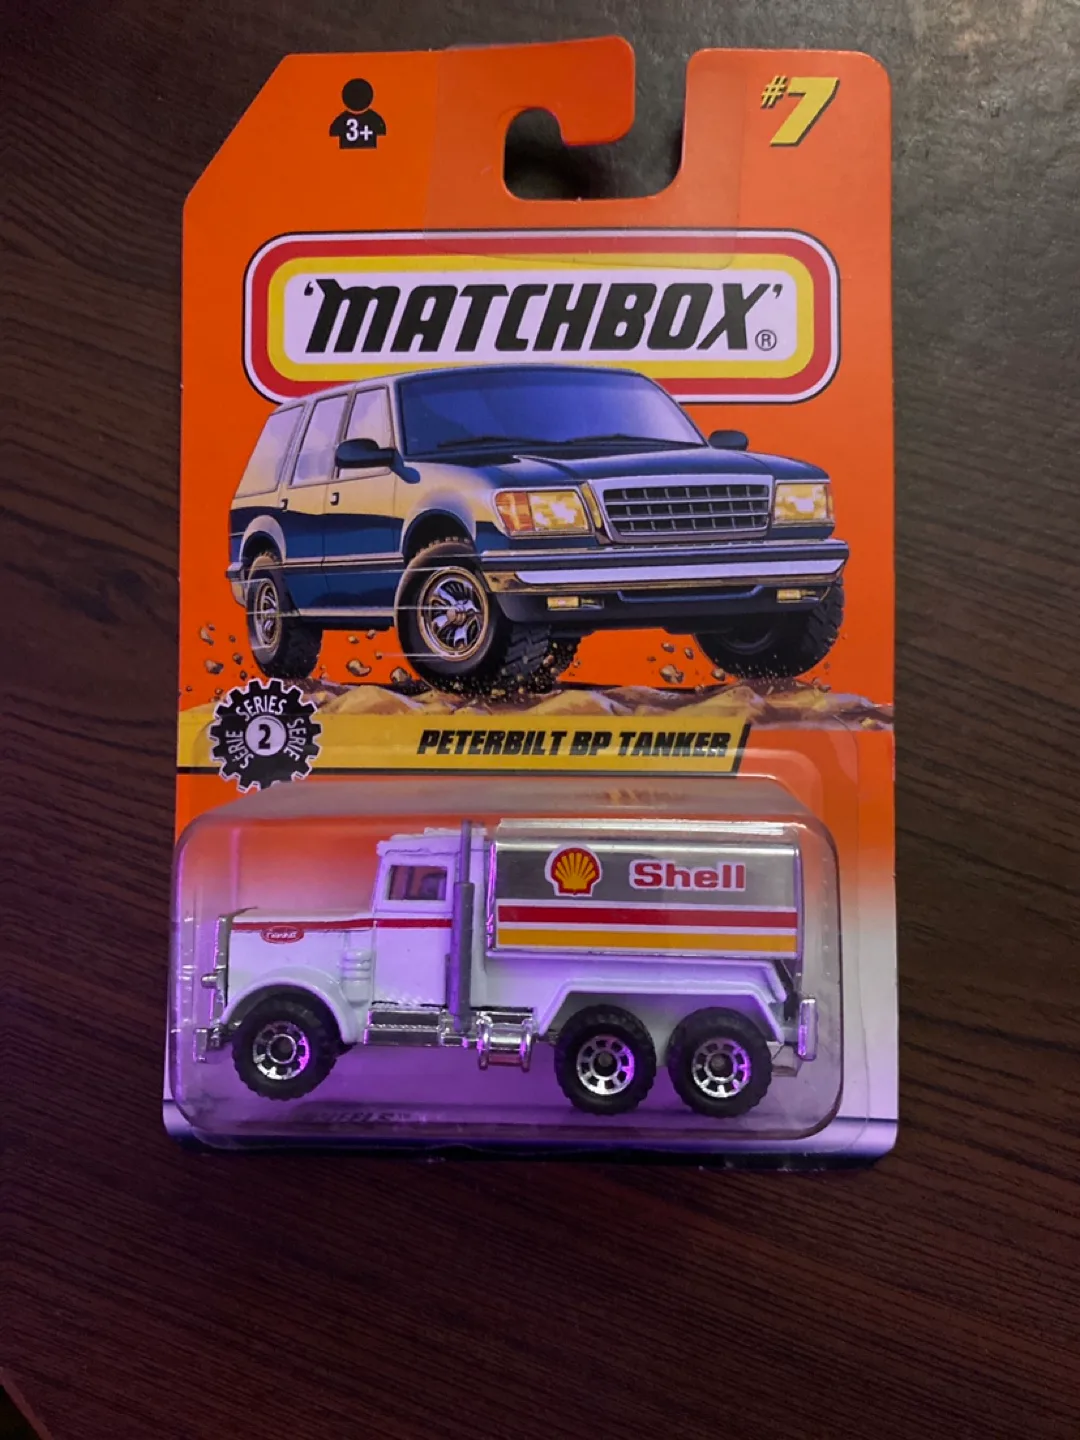 #7
3+
'MATCHBOX'®
SERIES
SERIE
SERIE
2
PETERBILT BP TANKER
Shell